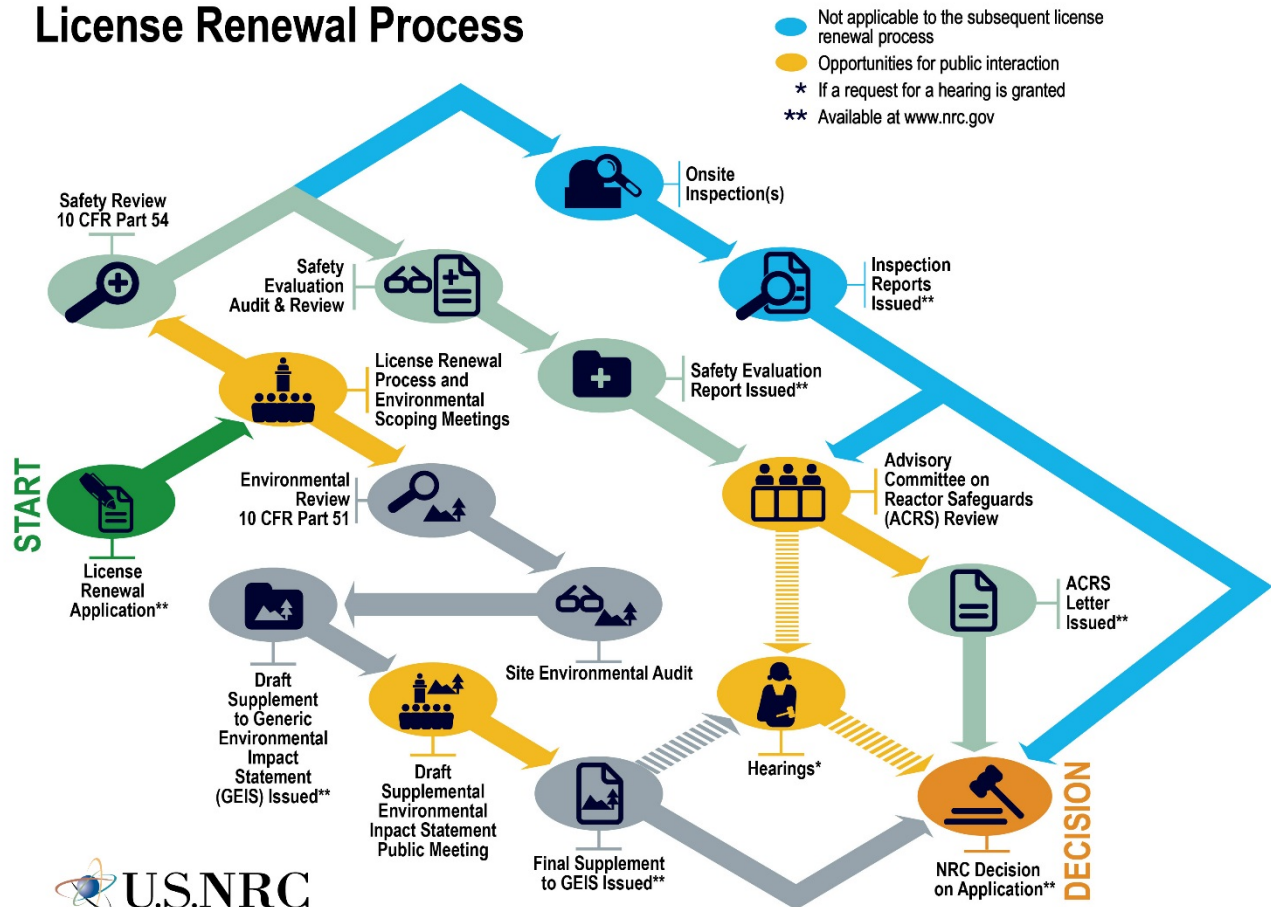 License Renewal Process
Not applicable to the subsequent license
renewal process
Opportunities for public interaction
* If a request for a hearing is granted
** Available at www.nrc.gov
Safety Review
10 CFR Part 54
Onsite
Inspection(s)
Safety
Evaluation
Audit & Review
Inspection
Reports
Issued**
License Renewal
Process and
Environmental
Scoping Meetings
Safety Evaluation
Report Issued**
START
License
Renewal
Application**
Environmental
Review
10 CFR Part 51
Advisory
Committee on
Reactor Safeguards
(ACRS) Review
ACRS
Letter
Issued**
Site Environmental Audit
Draft
Supplement
to Generic
Environmental
Impact
Statement
(GEIS) Issued**
Draft
Supplemental
Environmental
Inpact Statement
Public Meeting
Hearings*
Final Supplement
to GEIS Issued**
NRC Decision
on Application**
DECISION
U.S.NRC